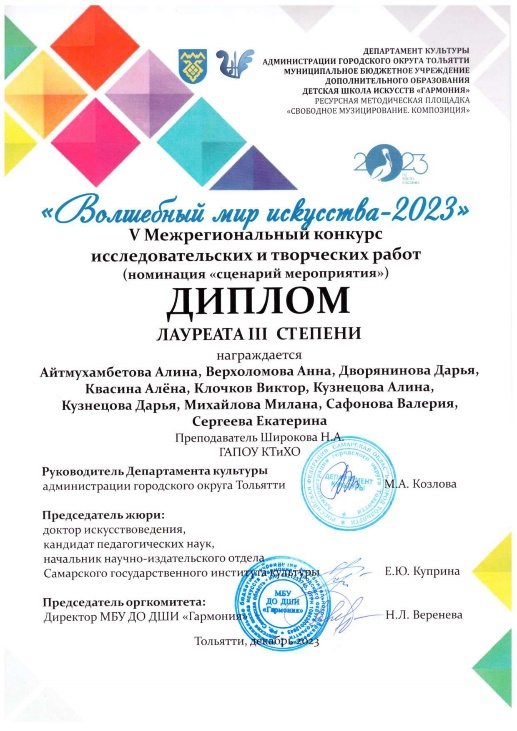 ДЕПАРТАМЕНТ КУЛЬТУРЫ
АДМИНИСТРАЦИИ ГОРОДСКОГО ОКРУГА ТОЛЬЯТТИ
МУНИЦИПАЛЬНОЕ БЮДЖЕТНОЕ УЧРЕЖДЕНИЕ
ДОПОЛНИТЕЛЬНОГО ОБРАЗОВАНИЯ
ДЕТСКАЯ ШКОЛА ИСКУССТВ «ГАРМОНИЯ»
РЕСУРСНАЯ МЕТОДИЧЕСКАЯ ПЛОЩАДКА
«СВОБОДНОЕ МУЗИЦИРОВАНИЕ. КОМПОЗИЦИЯ»
2023
«Волшебный мир искусства-2023»
V Межрегиональный конкурс
исследовательских и творческих работ
(номинация «сценарий мероприятия»)
ДИПЛОМ
ЛАУРЕАТА III СТЕПЕНИ
награждается
Айтмухамбетова Алина, Верхоломова Анна, Дворянинова Дарья,
Квасина Алёна, Клочков Виктор, Кузнецова Алина,
Кузнецова Дарья, Михайлова Милана, Сафонова Валерия,
Сергеева Екатерина
Преподаватель Широкова Н.А.
ГАПОУ КТиХО
Руководитель Департамента культуры
администрации городского округа Тольятти
М.А. Козлова
ДЕПАРТАМЕНТ
КУЛЬТУРЫ
Председатель жюри:
доктор искусствоведения,
кандидат педагогических наук,
начальник научно-издательского отдела
Самарского государственного института культуры
Е.Ю. Куприна
Председатель оргкомитета:
Директор МБУ ДО ДШИ «Гармония»
Н.Л. Веренева
МБУ
ДО ДШИ
«Гармония»
Тольятти, декабрь 2023